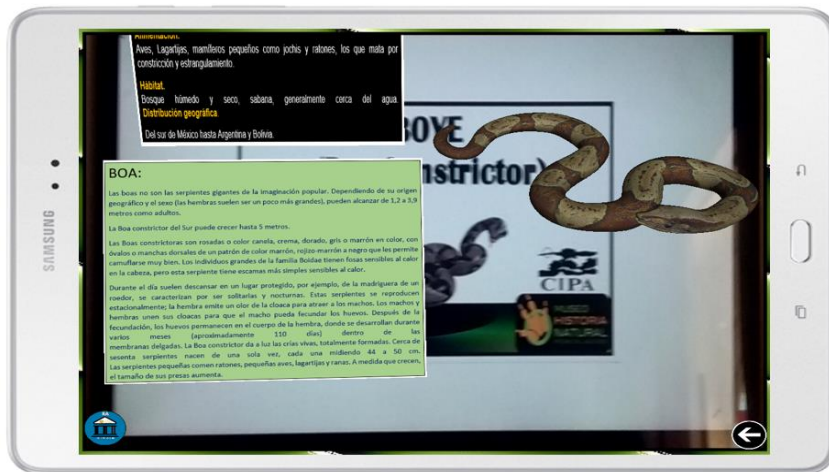 Alimentación.
Aves, Lagartijas, mamíferos pequeños como jochis y ratones, los que mata por
constricción y estrangulamiento.
Hábitat.
Bosque húmedo y seco, sabana, generalmente cerca del agua.
Distribución geográfica.
Del sur de México hasta Argentina y Bolivia.
BOYE
nstrictor)
BOA:
Las boas no son las serpientes gigantes de la imaginación popular. Dependiendo de su origen
geográfico y el sexo (las hembras suelen ser un poco más grandes), pueden alcanzar de 1,2 a 3,9
metros como adultos.
La Boa constrictor del Sur puede crecer hasta 5 metros.
Las Boas constrictoras son rosadas o color canela, crema, dorado, gris o marrón en color, con
óvalos o manchas dorsales de un patrón de color marrón, rojizo-marrón a negro que les permite
camuflarse muy bien. Los individuos grandes de la familia Boidae tienen fosas sensibles al calor
en la cabeza, pero esta serpiente tiene escamas más simples sensibles al calor.
Durante el día suelen descansar en un lugar protegido, por ejemplo, de la madriguera de un
roedor, se caracterizan por ser solitarias y nocturnas. Estas serpientes se reproducen
estacionalmente; la hembra emite un olor de la cloaca para atraer a los machos. Los machos y
hembras unen sus cloacas para que el macho pueda fecundar los huevos. Después de la
fecundación, los huevos permanecen en el cuerpo de la hembra, donde se desarrollan durante
varios meses (aproximadamente 110 días) dentro de las
membranas delgadas. La Boa constrictor da a luz las crías vivas, totalmente formadas. Cerca de
sesenta serpientes nacen de una sola vez, cada una midiendo 44 a 50 cm.
Las serpientes pequeñas comen ratones, pequeñas aves, lagartijas y ranas. A medida que crecen,
el tamaño de sus presas aumenta.
CIPA
MUSEO
HISTORIA
NATURAL
SAMSUNG